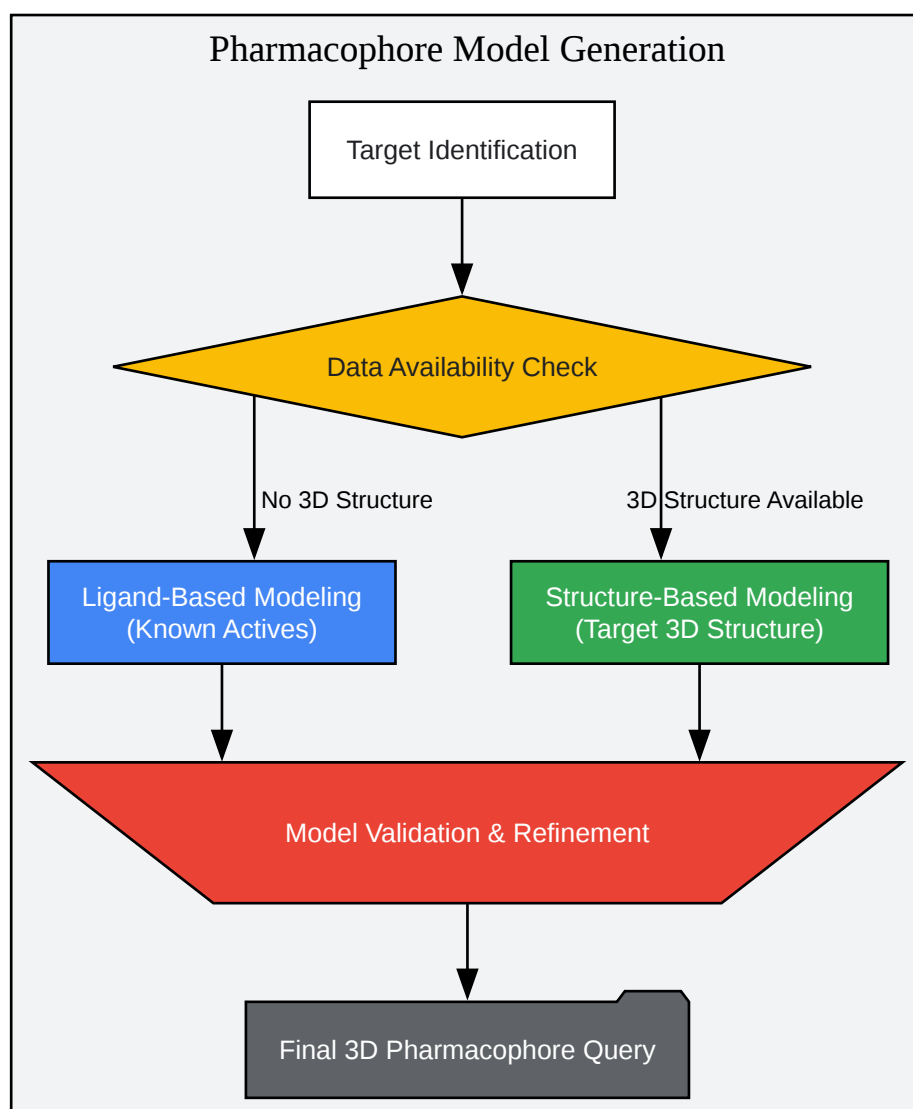 Pharmacophore Model Generation
Target Identification
Data Availability Check
No 3D Structure
3D Structure Available
Ligand-Based Modeling
(Known Actives)
Structure-Based Modeling
(Target 3D Structure)
Model Validation & Refinement
Final 3D Pharmacophore Query